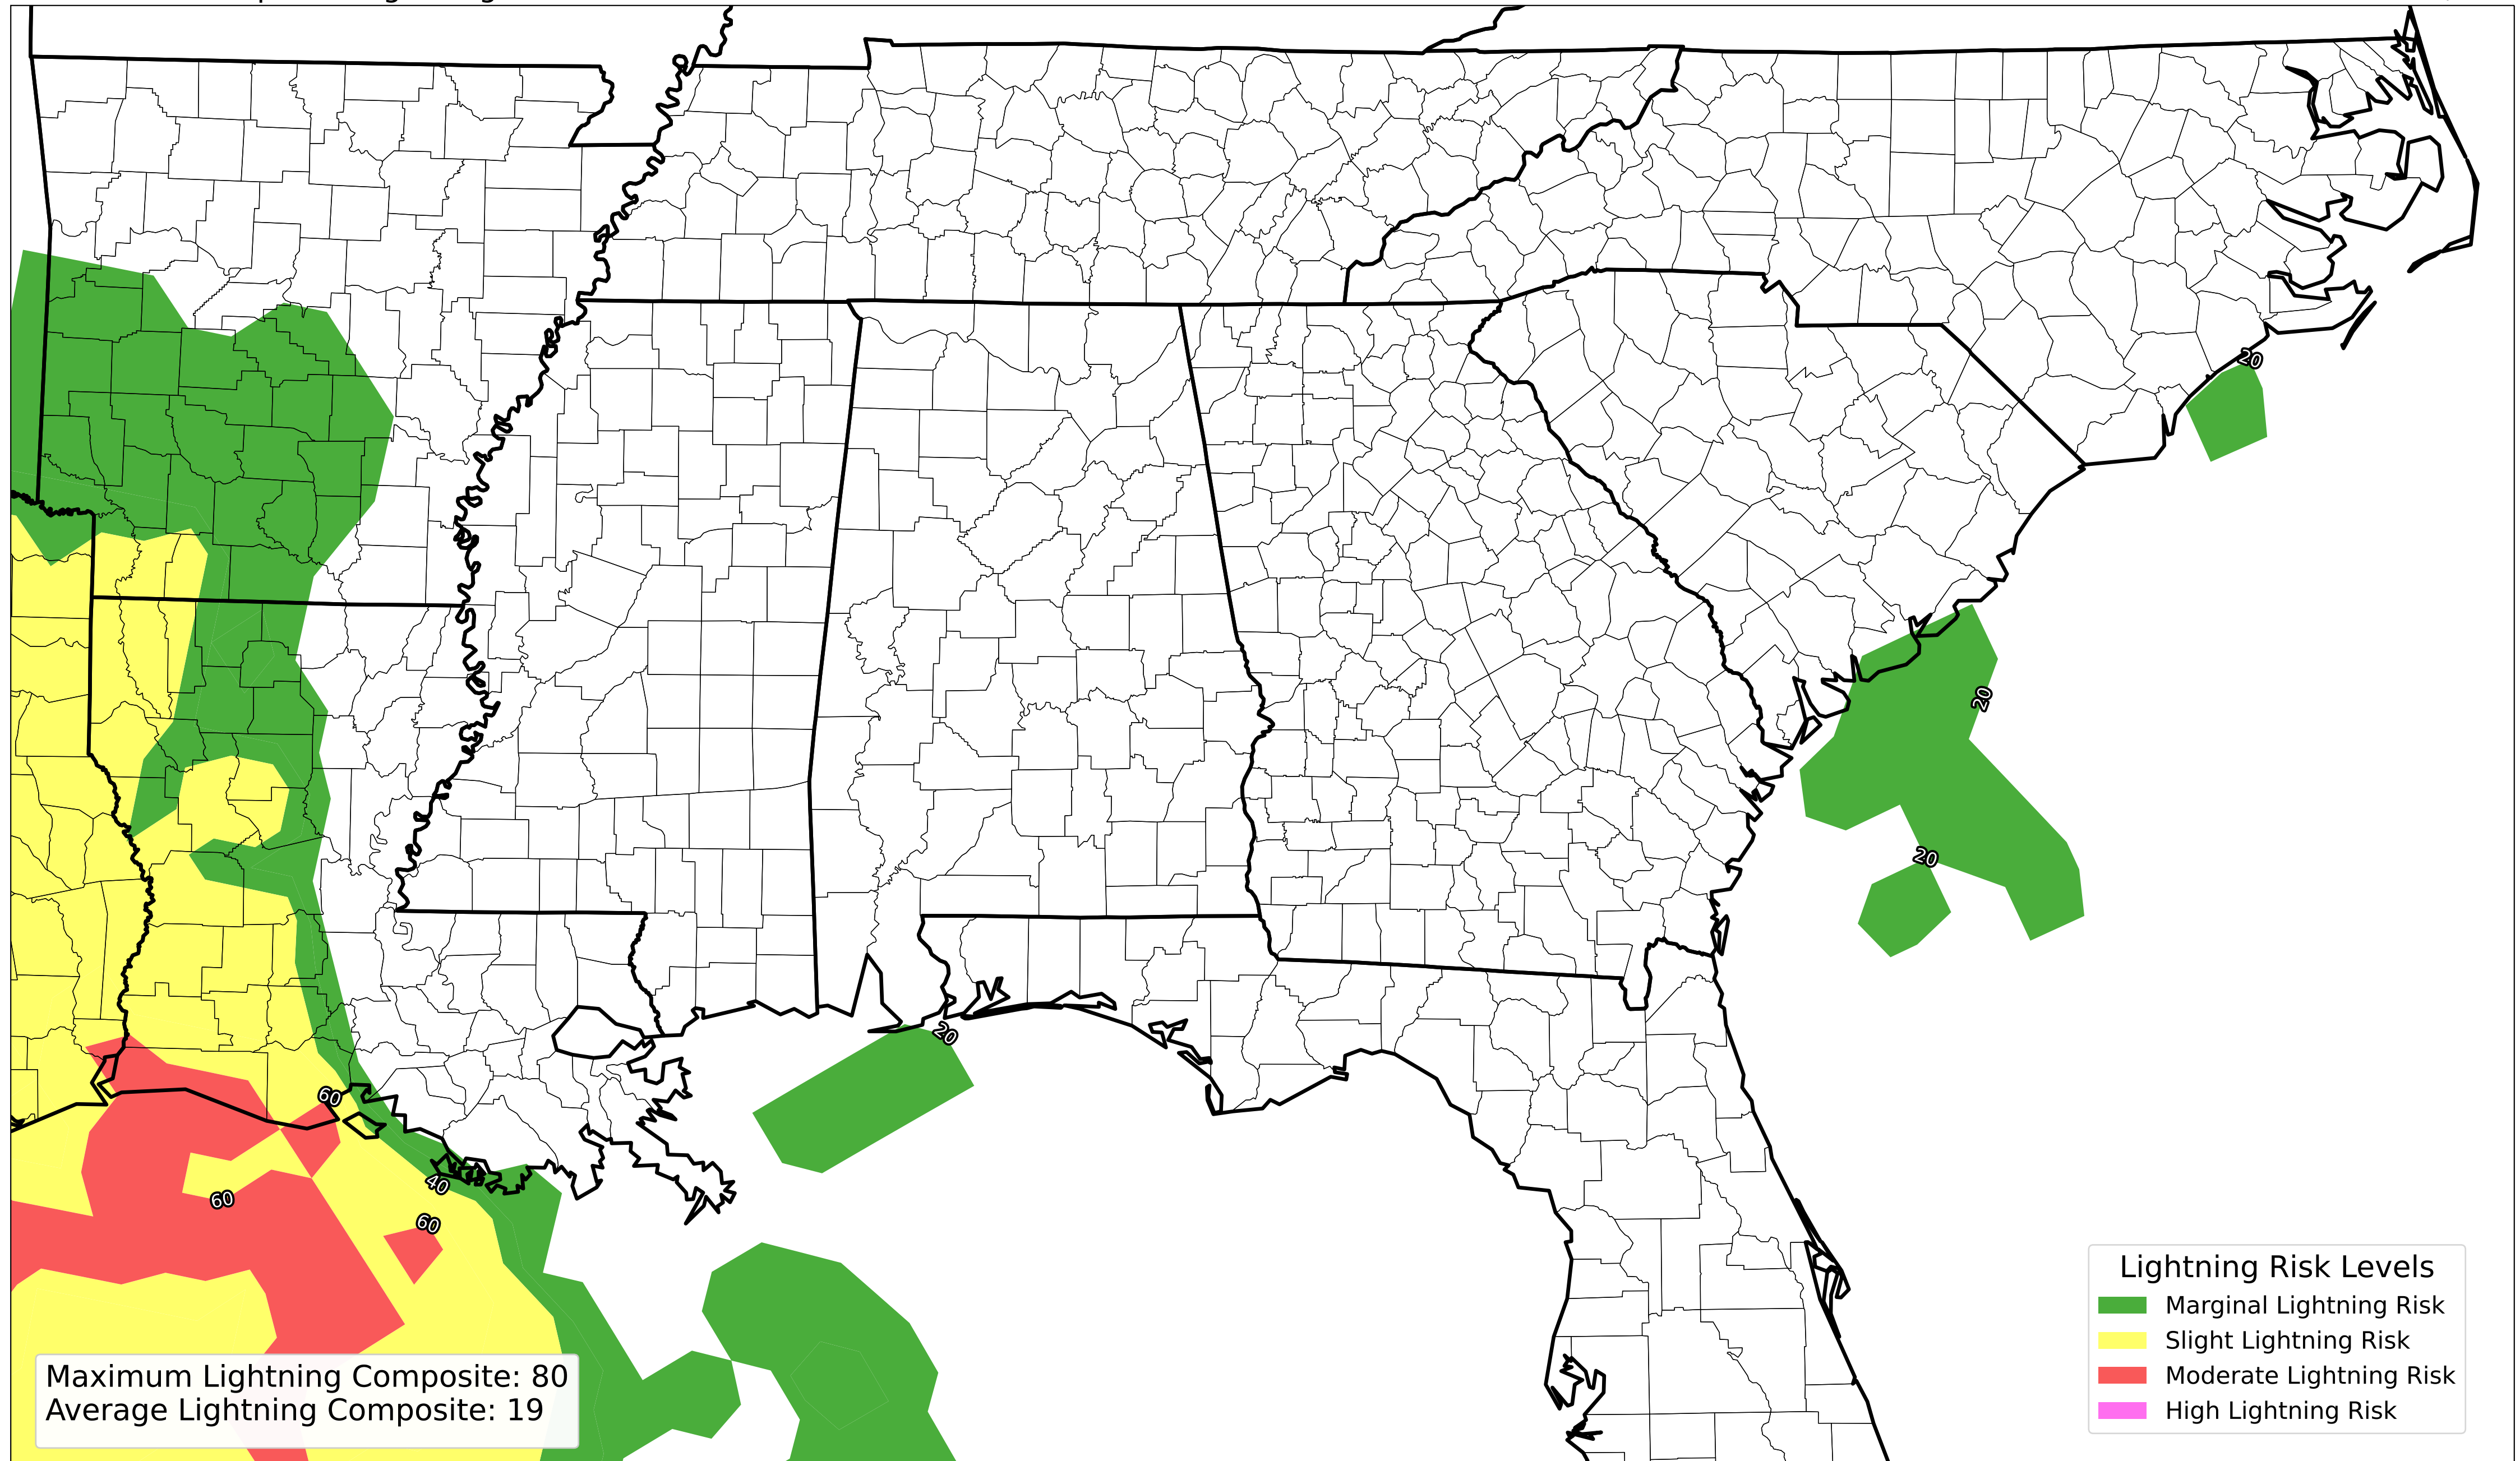 20
20
20
60
40
60
60
20
Lightning Risk Levels
Marginal Lightning Risk
Slight Lightning Risk
Moderate Lightning Risk
High Lightning Risk
Maximum Lightning Composite: 80
Average Lightning Composite: 19